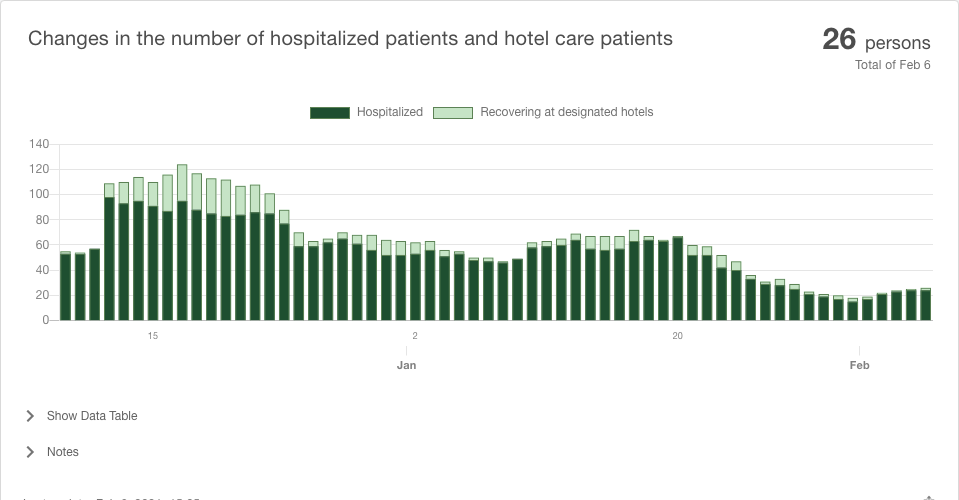 Changes in the number of hospitalized patients and hotel care patients
26 persons
Total of Feb 6
Hospitalized
Recovering at designated hotels
140
120
100
80
60
40
20
0
15
2
20
Jan
Feb
Show Data Table
Notes